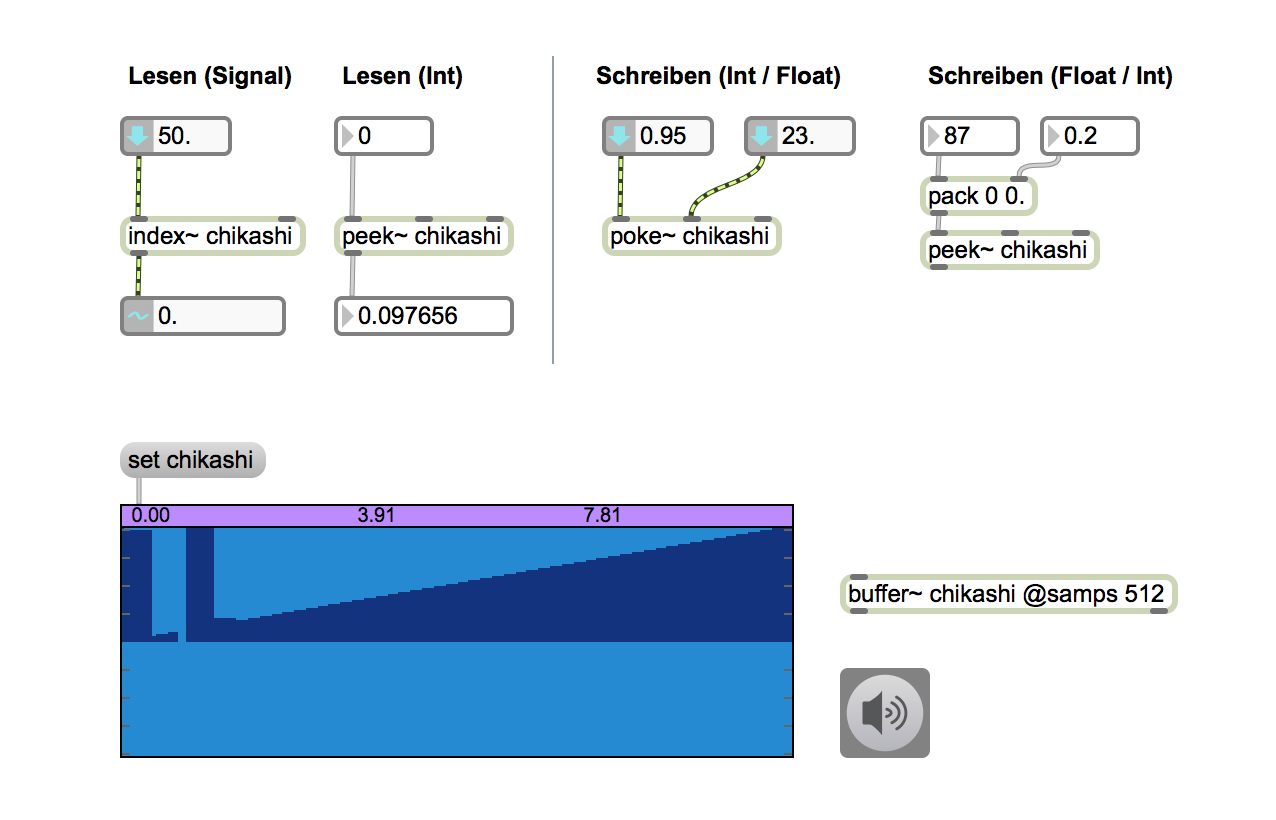 Lesen (Signal)
Lesen (Int)
Schreiben (Int / Float)
Schreiben (Float / Int)
50.
0
0.95
23.
87
0.2
pack 0 0.
index~ chikashi
peek~ chikashi
poke~ chikashi
peek~ chikashi
0.
0.097656
set chikashi
0.00
3.91
7.81
buffer~ chikashi @samps 512